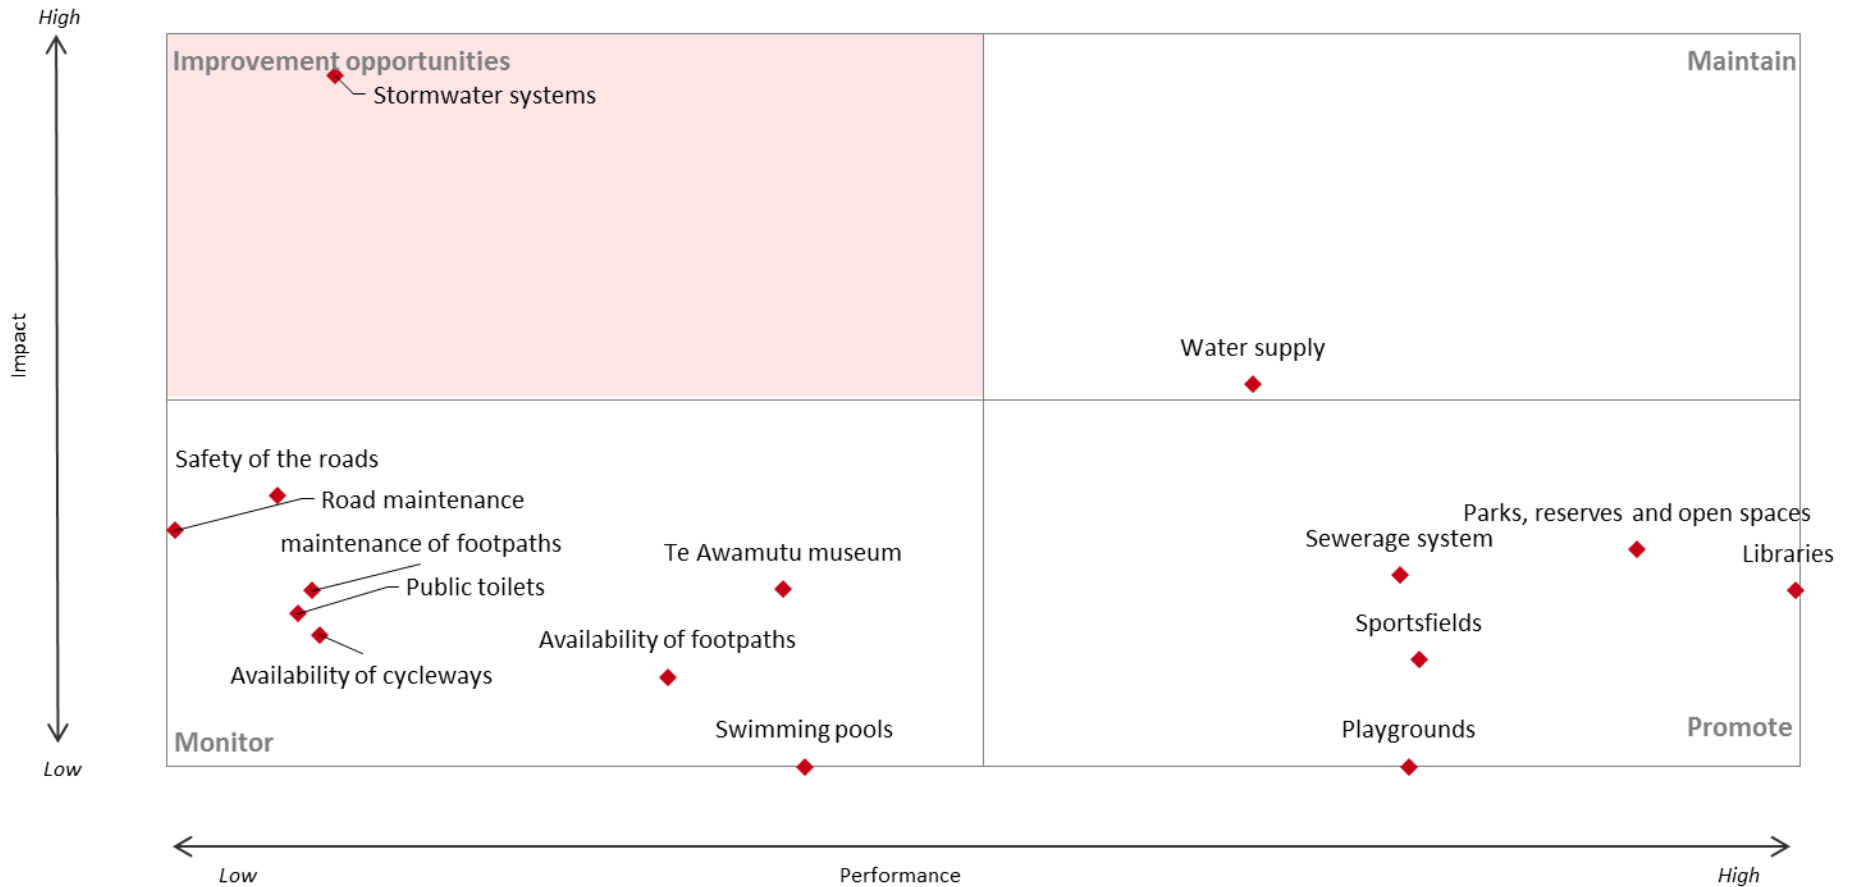 High
Improvement opportunities
Maintain
Stormwater systems
Impact
Water supply
Safety of the roads
Road maintenance
maintenance of footpaths
Public toilets
Availability of cycleways
Te Awamutu museum
Availability of footpaths
Swimming pools
Parks, reserves and open spaces
Sewerage system
Libraries
Sportsfields
Playgrounds
Monitor
Promote
Low
Low
Performance
High